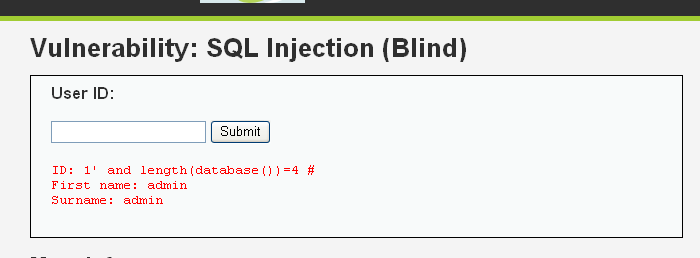 Vulnerability: SQL Injection (Blind)
User ID:
Submit
ID: 1' and length(database())=4 #
First name: admin
Surname: admin